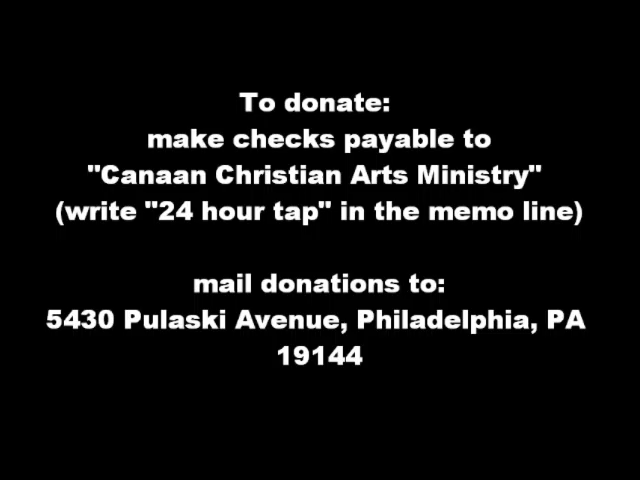 To donate:
make checks payable to
"Canaan Christian Arts Ministry"
(write "24 hour tap" in the memo line)
mail donations to:
5430 Pulaski Avenue, Philadelphia, PA
19144